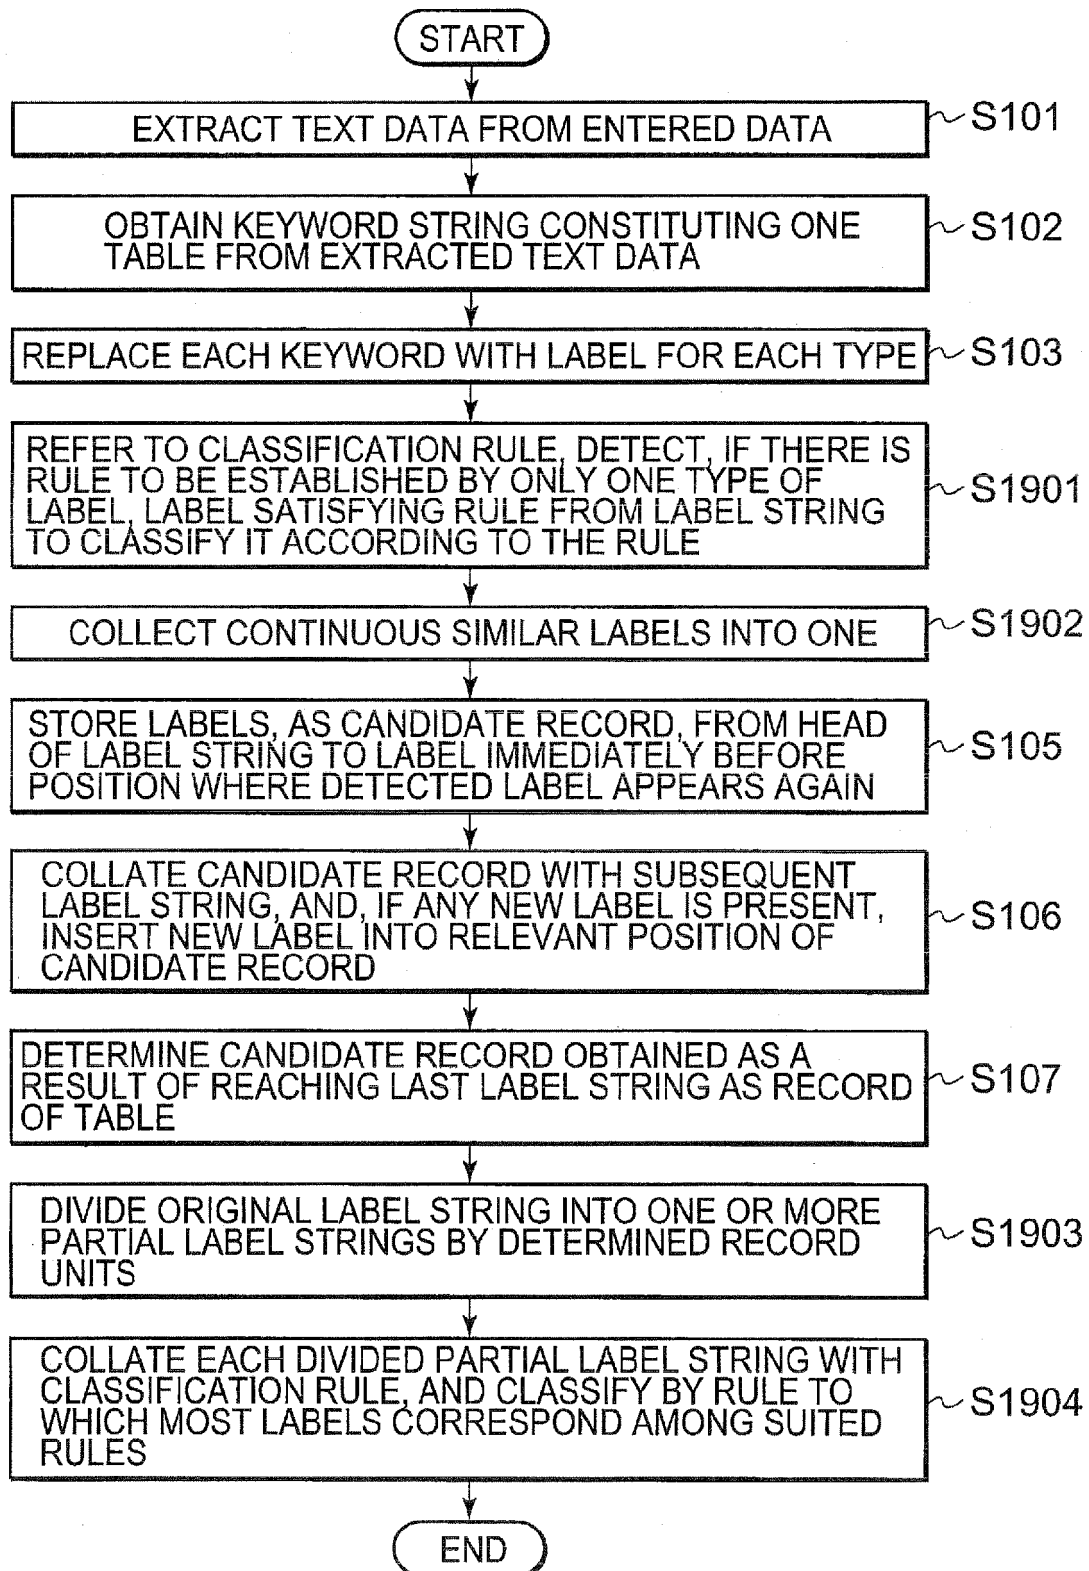 START
EXTRACT TEXT DATA FROM ENTERED DATA
S101
OBTAIN KEYWORD STRING CONSTITUTING ONE
TABLE FROM EXTRACTED TEXT DATA
S102
REPLACE EACH KEYWORD WITH LABEL FOR EACH TYPE
S103
REFER TO CLASSIFICATION RULE, DETECT, IF THERE IS
RULE TO BE ESTABLISHED BY ONLY ONE TYPE OF
LABEL, LABEL SATISFYING RULE FROM LABEL STRING
TO CLASSIFY IT ACCORDING TO THE RULE
S1901
COLLECT CONTINUOUS SIMILAR LABELS INTO ONE
S1902
STORE LABELS, AS CANDIDATE RECORD, FROM HEAD
OF LABEL STRING TO LABEL IMMEDIATELY BEFORE
POSITION WHERE DETECTED LABEL APPEARS AGAIN
S105
COLLATE CANDIDATE RECORD WITH SUBSEQUENT
LABEL STRING, AND, IF ANY NEW LABEL IS PRESENT,
INSERT NEW LABEL INTO RELEVANT POSITION OF
CANDIDATE RECORD
S106
DETERMINE CANDIDATE RECORD OBTAINED AS A
RESULT OF REACHING LAST LABEL STRING AS RECORD
OF TABLE
S107
DIVIDE ORIGINAL LABEL STRING INTO ONE OR MORE
PARTIAL LABEL STRINGS BY DETERMINED RECORD
UNITS
S1903
COLLATE EACH DIVIDED PARTIAL LABEL STRING WITH
CLASSIFICATION RULE, AND CLASSIFY BY RULE TO
WHICH MOST LABELS CORRESPOND AMONG SUITED
RULES
S1904
END